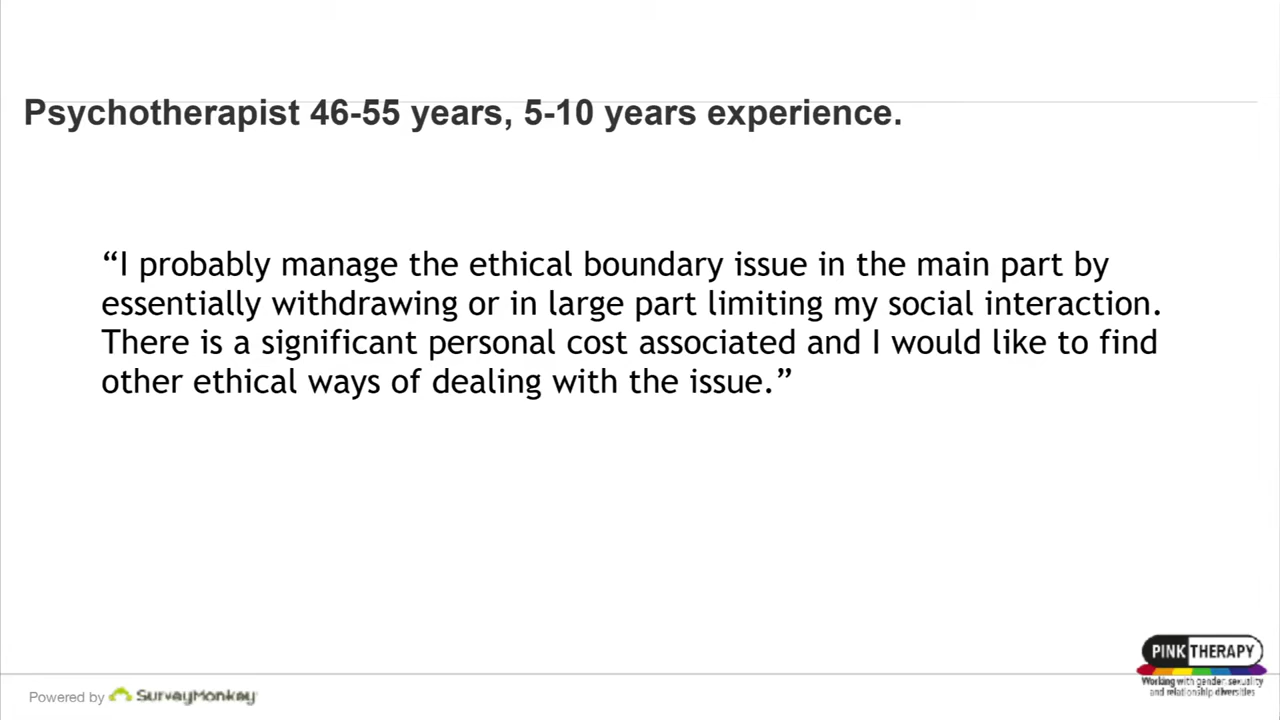 Psychotherapist 46-55 years, 5-10 years experience.
“I probably manage the ethical boundary issue in the main part by
essentially withdrawing or in large part limiting my social interaction.
There is a significant personal cost associated and I would like to find
other ethical ways of dealing with the issue.”
PINK THERAPY
Working with gender, sexuality
and relationship diversities
Powered by SurveyMonkey